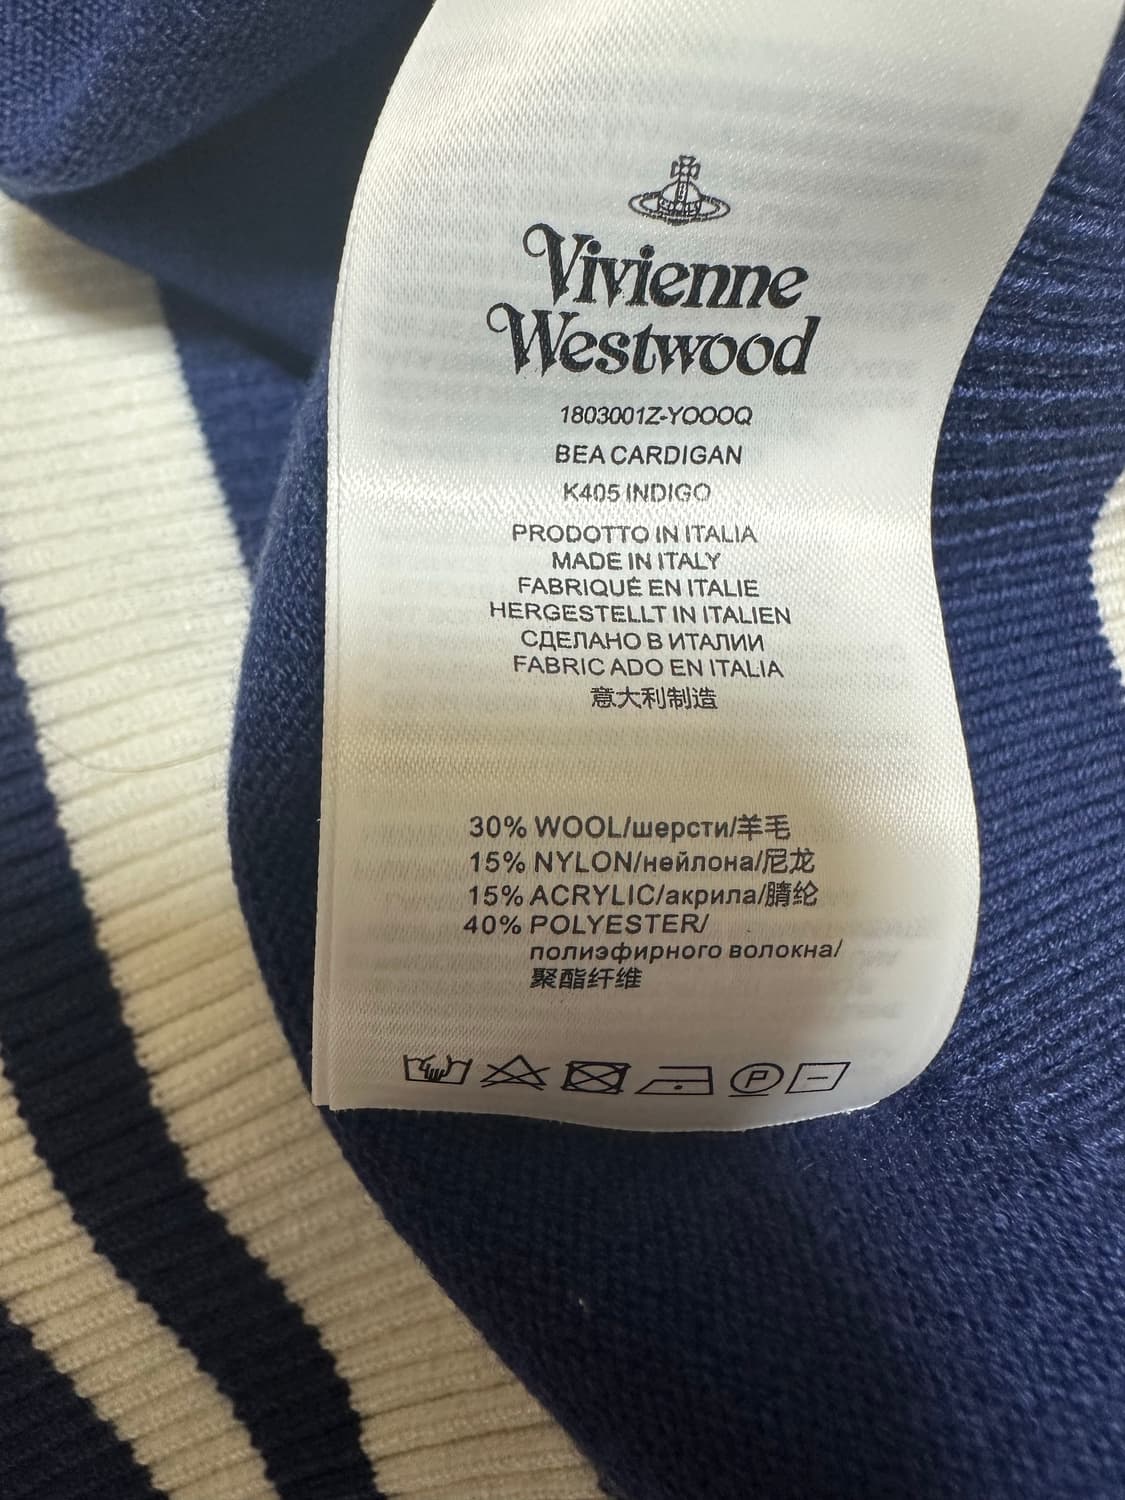 Vivienne
Westwood
1803001Z-YOOOQ
BEA CARDIGAN
K405 INDIGO
PRODOTTO IN ITALIA
MADE IN ITALY
FABRIQUÉ EN ITALIE
HERGESTELLT IN ITALIEN
СДЕЛАНО В ИТАЛИИ
FABRIC ADO EN ITALIA
意大利制造
30% WOOL/шерсти/羊毛
15% NYLON/нейлона/尼龙
15% ACRYLIC/акрила/腈纶
40% POLYESTER/
полиэфирного волокна/
聚酯纤维
P